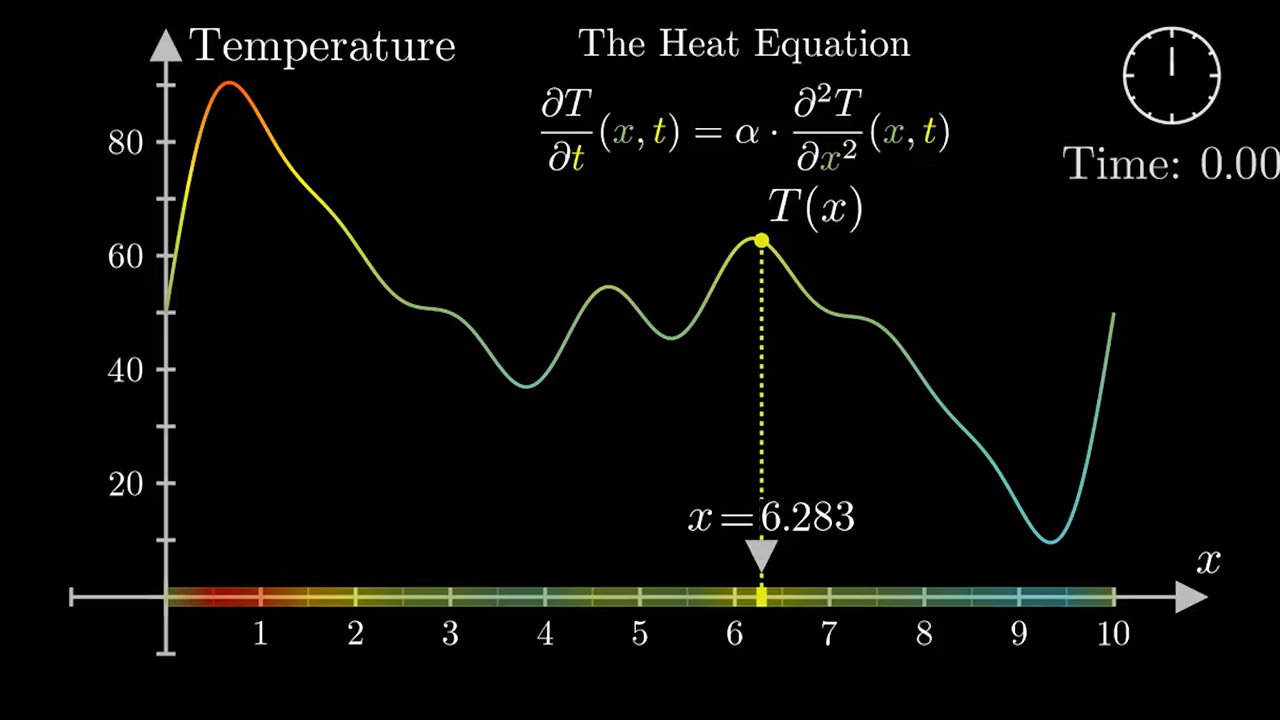 Temperature
The Heat Equation
∂T/∂t (x, t) = α · ∂²T/∂x² (x, t)
Time: 0.00
T(x)
80
60
40
20
x = 6.283
x
1 2 3 4 5 6 7 8 9 10